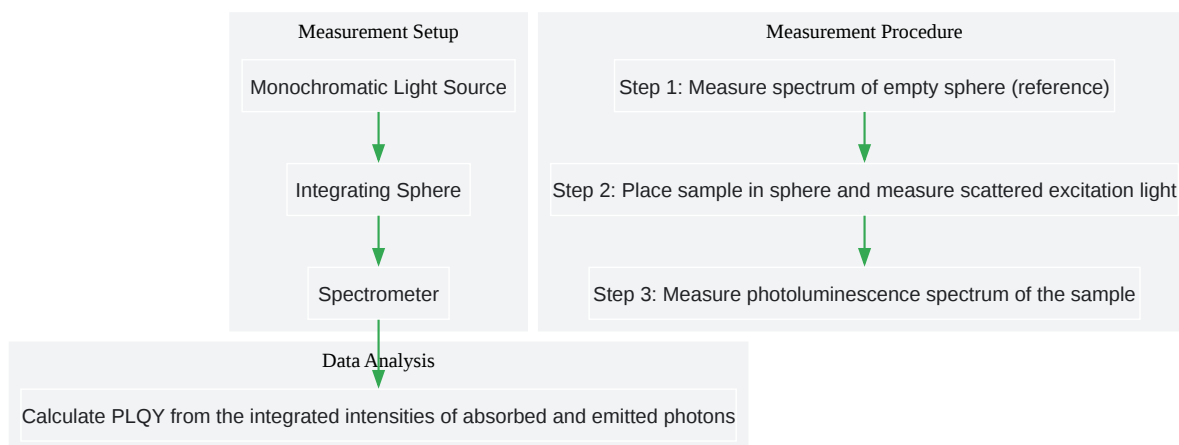 Measurement Setup
Monochromatic Light Source
Integrating Sphere
Spectrometer
Measurement Procedure
Step 1: Measure spectrum of empty sphere (reference)
Step 2: Place sample in sphere and measure scattered excitation light
Step 3: Measure photoluminescence spectrum of the sample
Data Analysis
Calculate PLQY from the integrated intensities of absorbed and emitted photons